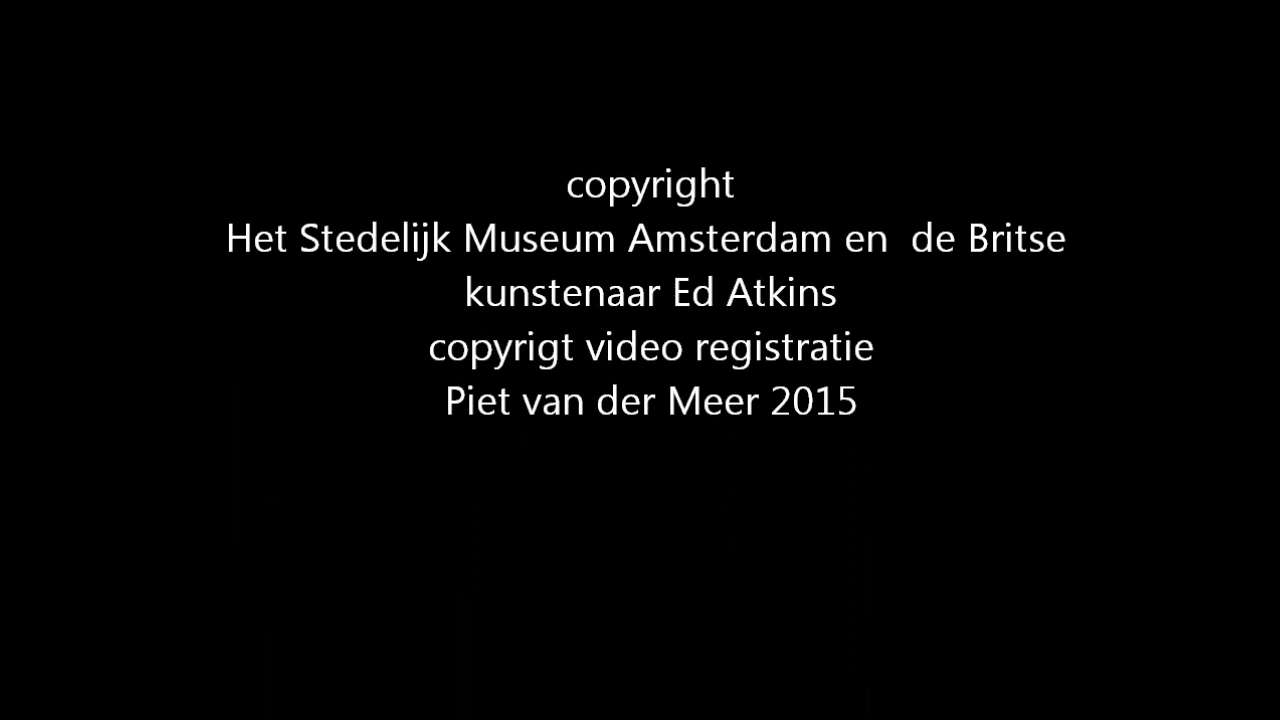 copyright
Het Stedelijk Museum Amsterdam en  de Britse
kunstenaar Ed Atkins
copyrigt video registratie
Piet van der Meer 2015